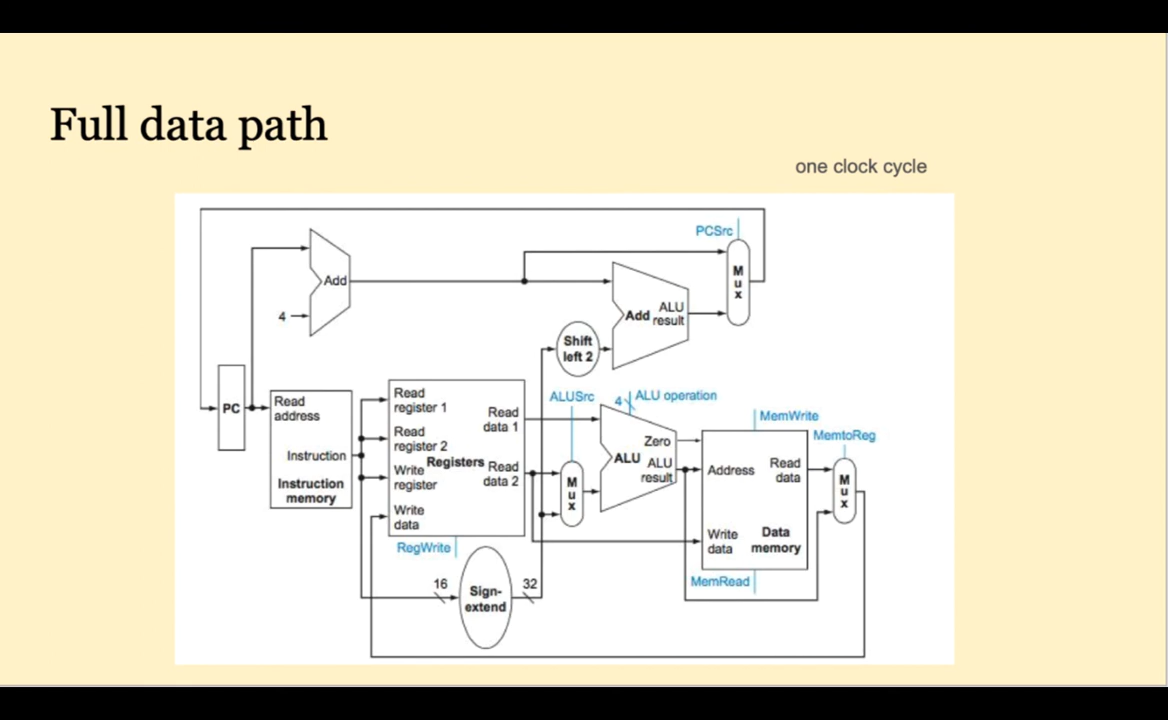 Full data path
one clock cycle
PCSrc
M
u
x
Add
4
Add
ALU
result
Shift
left 2
PC
Read
address
Instruction
Instruction
memory
Read
register 1
Read
register 2
Write
register
Write
data
Registers
Read
data 1
Read
data 2
RegWrite
16
Sign-
extend
32
ALUSrc
M
u
x
4
ALU operation
Zero
ALU
ALU
result
MemWrite
Address
Read
data
Write
data
Data
memory
MemRead
MemtoReg
M
u
x